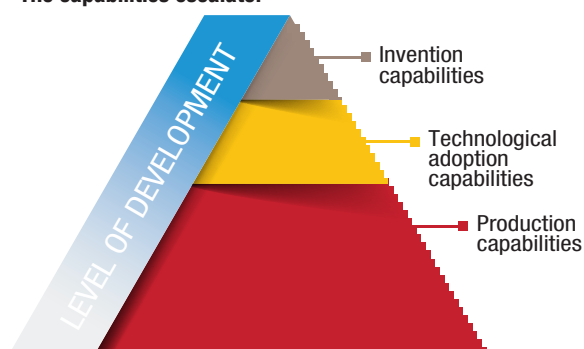 The capabilities escalator
LEVEL OF DEVELOPMENT
Invention
capabilities
Technological
adoption
capabilities
Production
capabilities